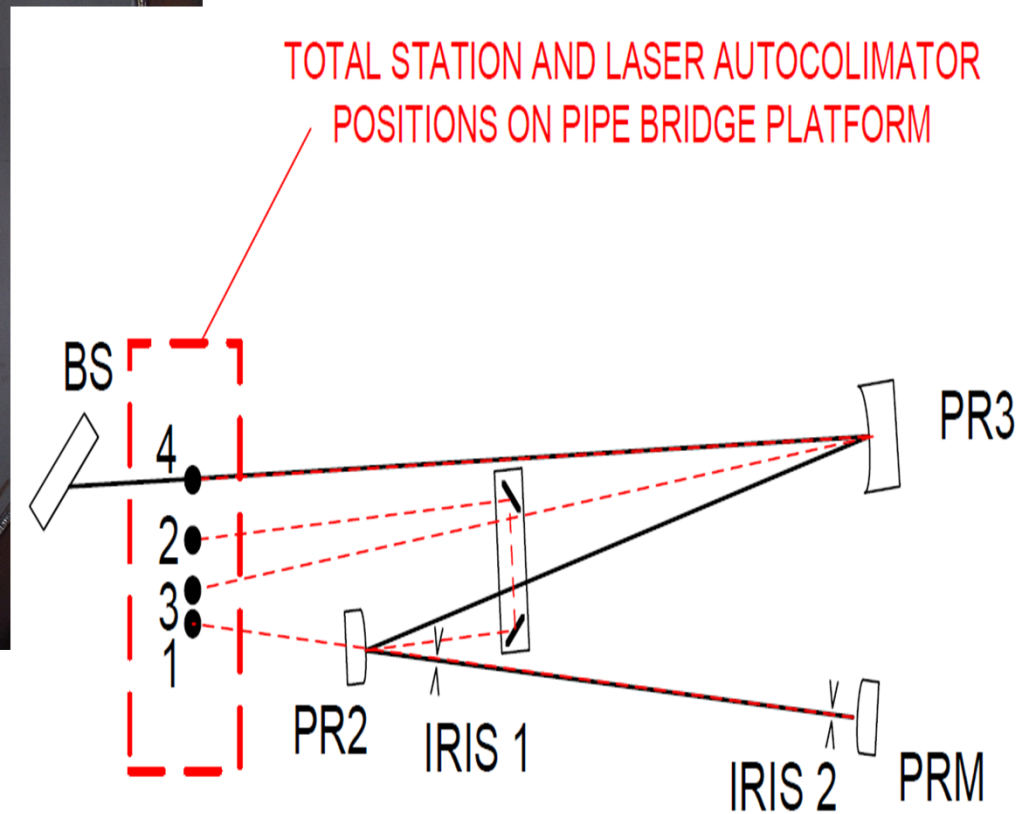 TOTAL STATION AND LASER AUTOCOLIMATOR
POSITIONS ON PIPE BRIDGE PLATFORM
BS
4
PR3
2
3
1
PR2
IRIS 1
IRIS 2
PRM